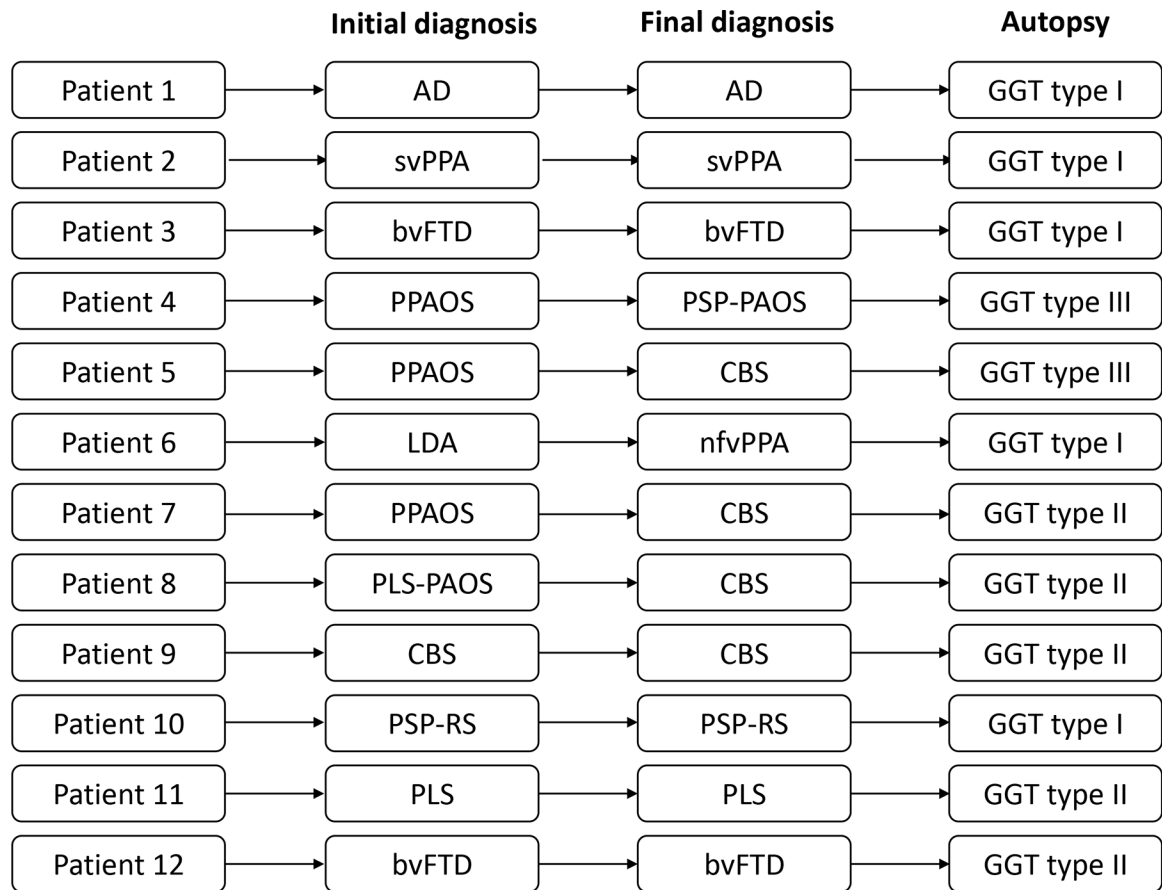 Initial diagnosis Final diagnosis Autopsy
Patient 1 AD AD GGT type I
Patient 2 svPPA svPPA GGT type I
Patient 3 bvFTD bvFTD GGT type I
Patient 4 PPAOS PSP-PAOS GGT type III
Patient 5 PPAOS CBS GGT type III
Patient 6 LDA nfvPPA GGT type I
Patient 7 PPAOS CBS GGT type II
Patient 8 PLS-PAOS CBS GGT type II
Patient 9 CBS CBS GGT type II
Patient 10 PSP-RS PSP-RS GGT type I
Patient 11 PLS PLS GGT type II
Patient 12 bvFTD bvFTD GGT type II